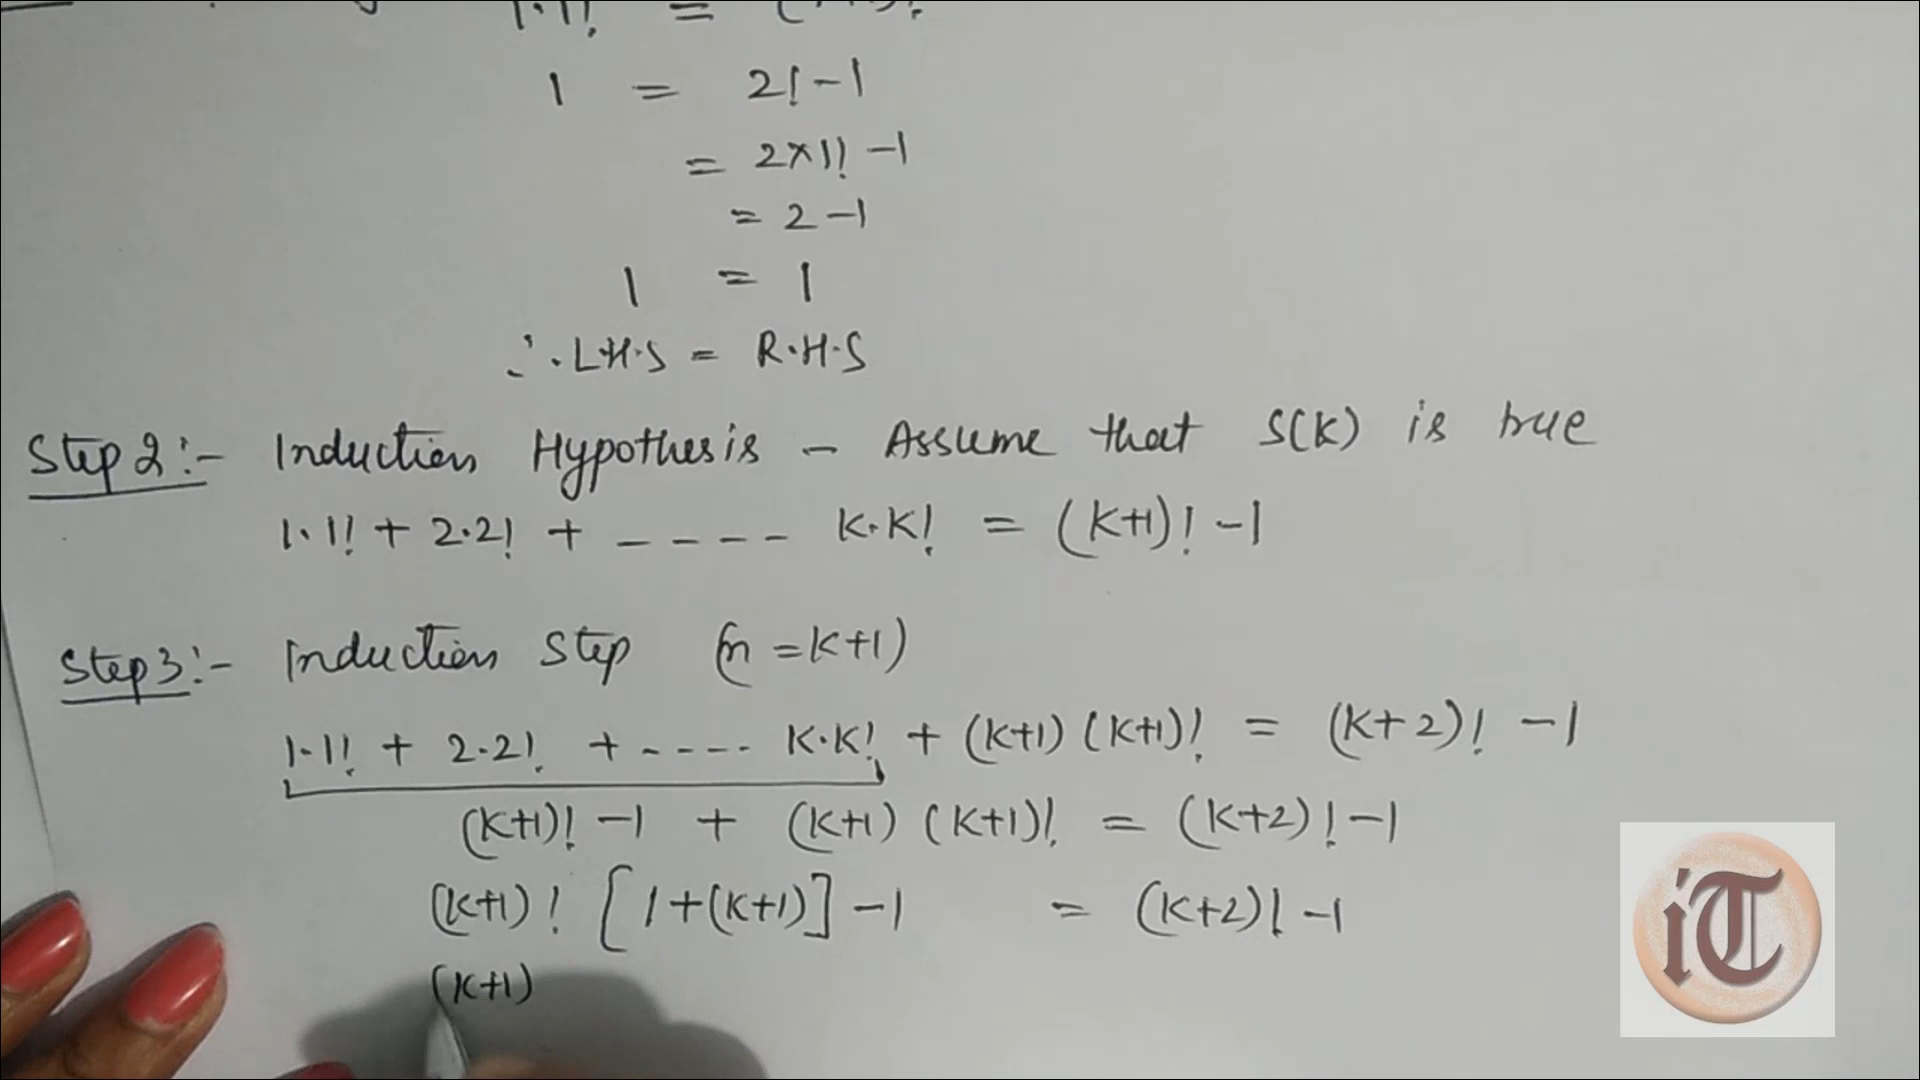 1 = 2! - 1
= 2×1! - 1
= 2 - 1
1 = 1
∴ L.H.S = R.H.S
Step 2:- Induction Hypothesis - Assume that S(K) is true
1.1! + 2.2! + ---- K.K! = (K+1)! - 1
Step 3:- Induction Step (n = K+1)
1.1! + 2.2! + ---- K.K! + (K+1) (K+1)! = (K+2)! - 1
(K+1)! - 1 + (K+1) (K+1)! = (K+2)! - 1
(K+1)! [1+(K+1)] - 1 = (K+2)! - 1
(K+1)
iT